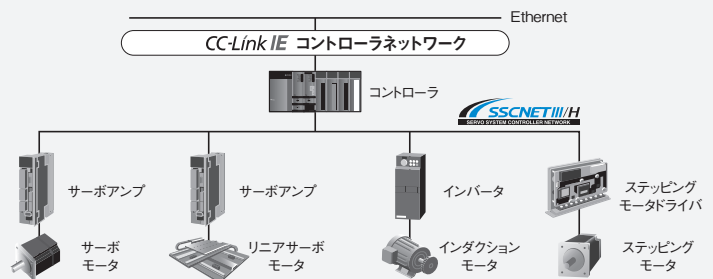 Ethernet
CC-Link IE コントローラネットワーク
コントローラ
SSCNETIII/H
SERVO SYSTEM CONTROLLER NETWORK
サーボアンプ
サーボアンプ
インバータ
ステッピング
モータドライバ
サーボ
モータ
リニアサーボ
モータ
インダクション
モータ
ステッピング
モータ